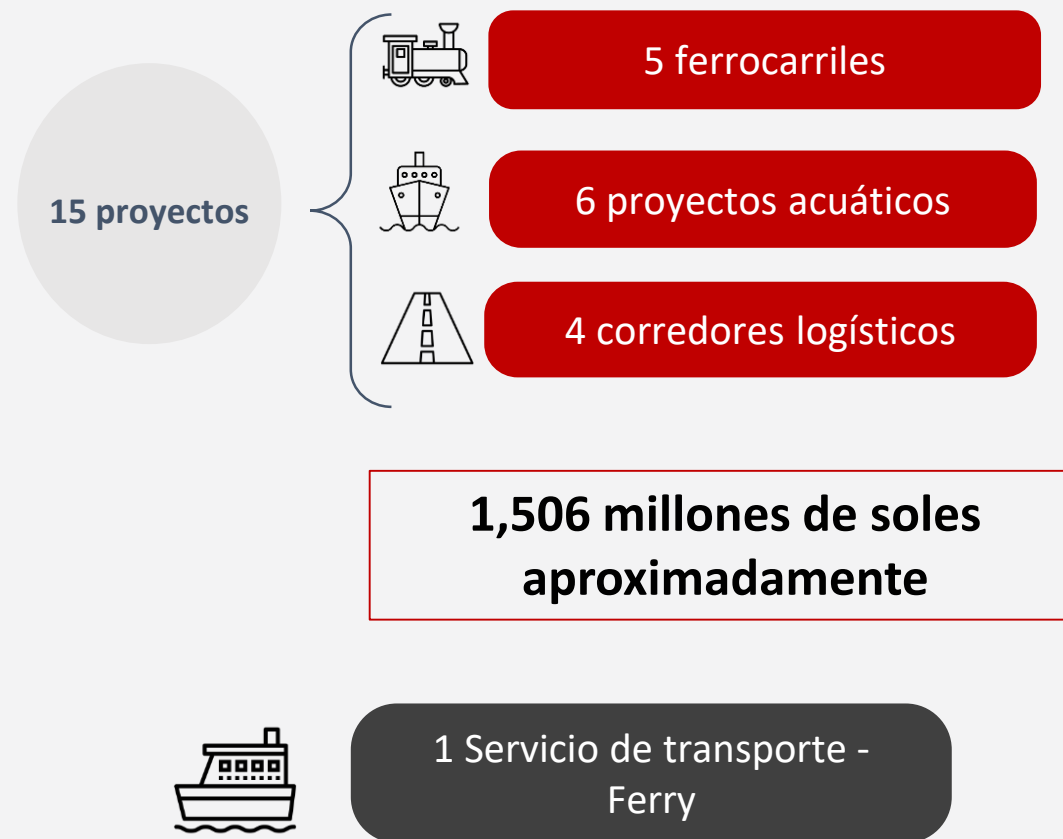 15 proyectos
5 ferrocarriles
6 proyectos acuáticos
4 corredores logísticos
1,506 millones de soles
aproximadamente
1 Servicio de transporte -
Ferry